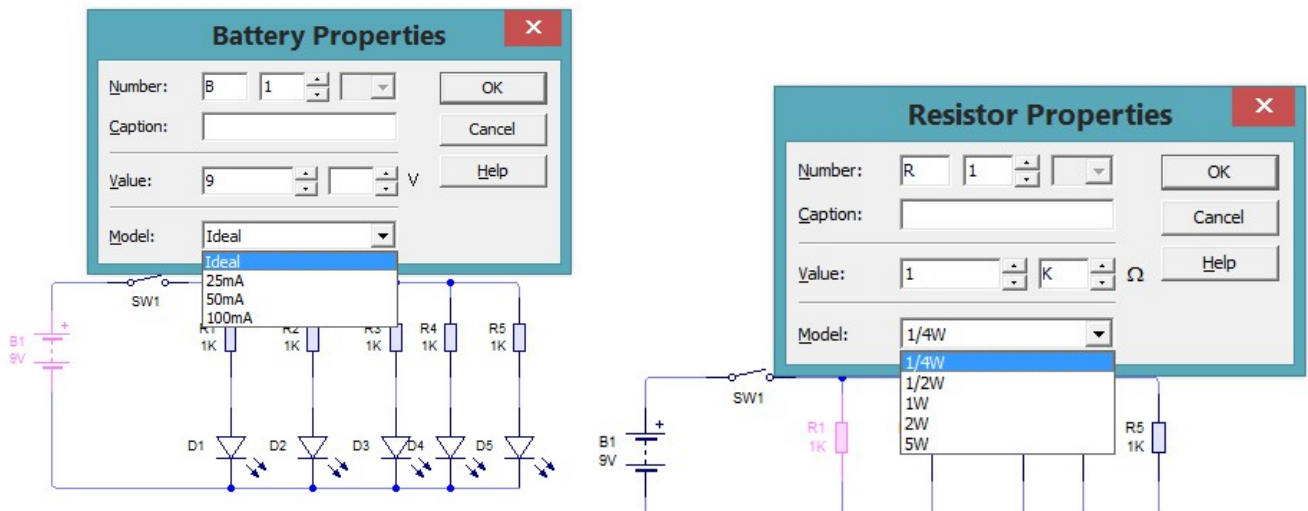 Battery Properties
Number: B 1
OK
Caption:
Cancel
Value: 9 V
Help
Model: Ideal
Ideal
25mA
50mA
100mA
SW1
B1
9V
R1
1K
R2
1K
R3
1K
R4
1K
R5
1K
D1
D2
D3
D4
D5
Resistor Properties
Number: R 1
OK
Caption:
Cancel
Value: 1 K Ω
Help
Model: 1/4W
1/4W
1/2W
1W
2W
5W
SW1
B1
9V
R1
1K
R5
1K